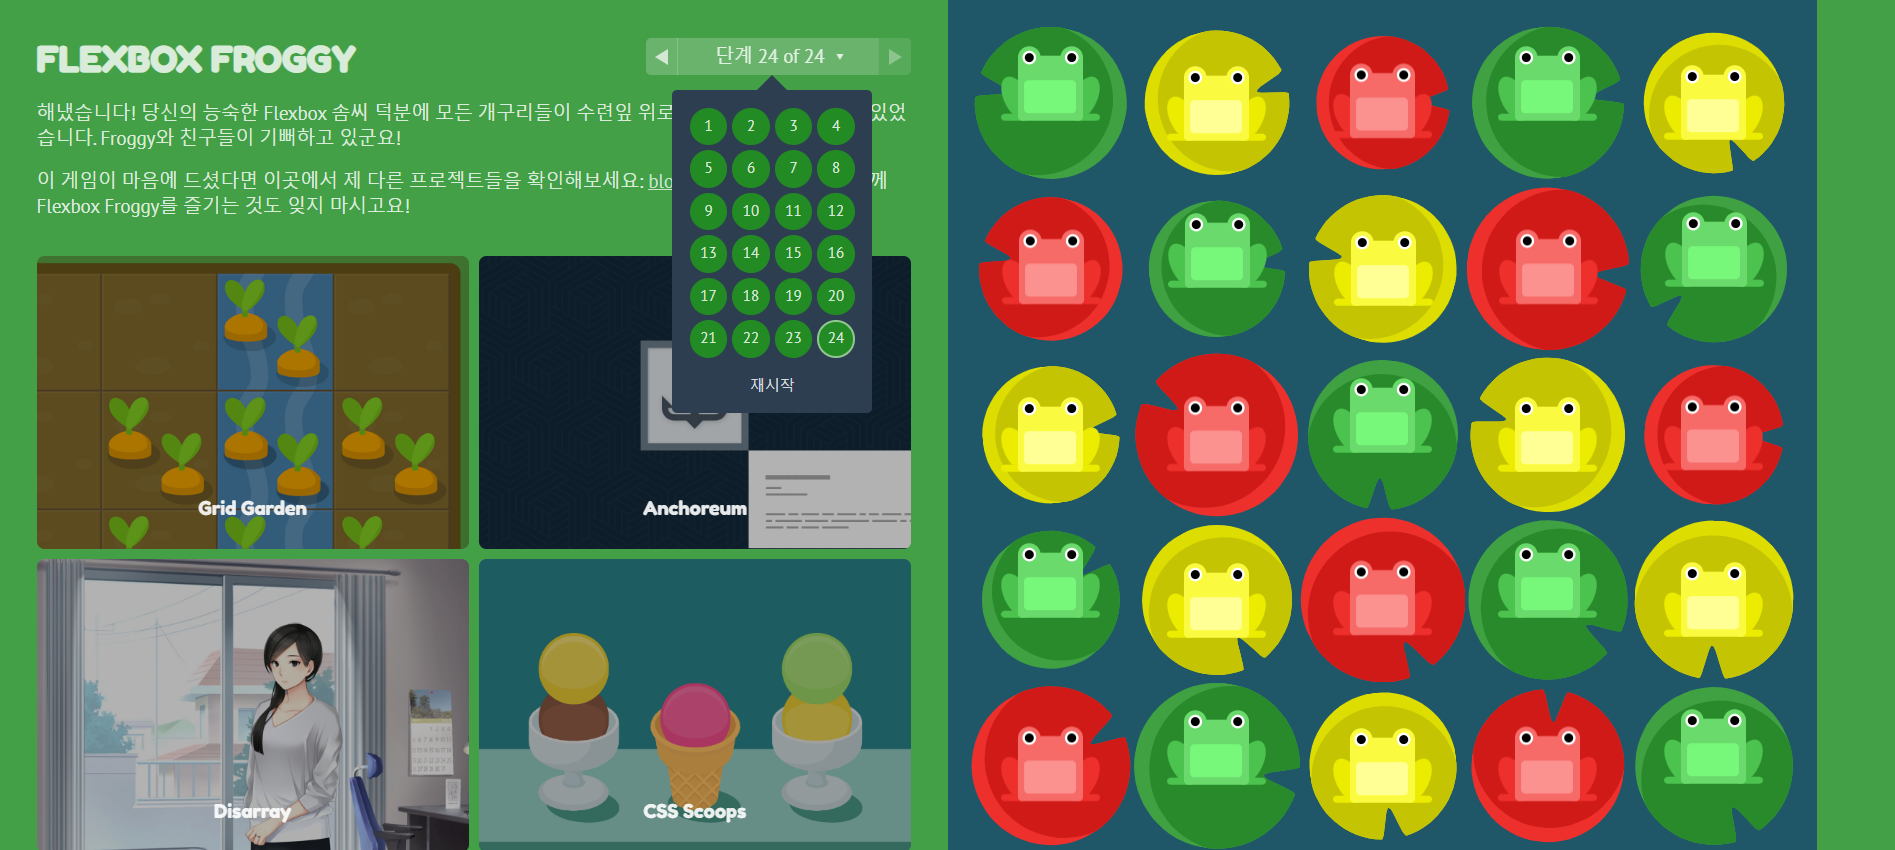 FLEXBOX FROGGY
단계 24 of 24
해냈습니다! 당신의 능숙한 Flexbox 솜씨 덕분에 모든 개구리들이 수련잎 위로 있었
습니다. Froggy와 친구들이 기뻐하고 있군요!
이 게임이 마음에 드셨다면 이곳에서 제 다른 프로젝트들을 확인해보세요: blo 께
Flexbox Froggy를 즐기는 것도 잊지 마시고요!
1 2 3 4
5 6 7 8
9 10 11 12
13 14 15 16
17 18 19 20
21 22 23 24
재시작
Grid Garden
Anchoreum
Disarray
CSS Scoops